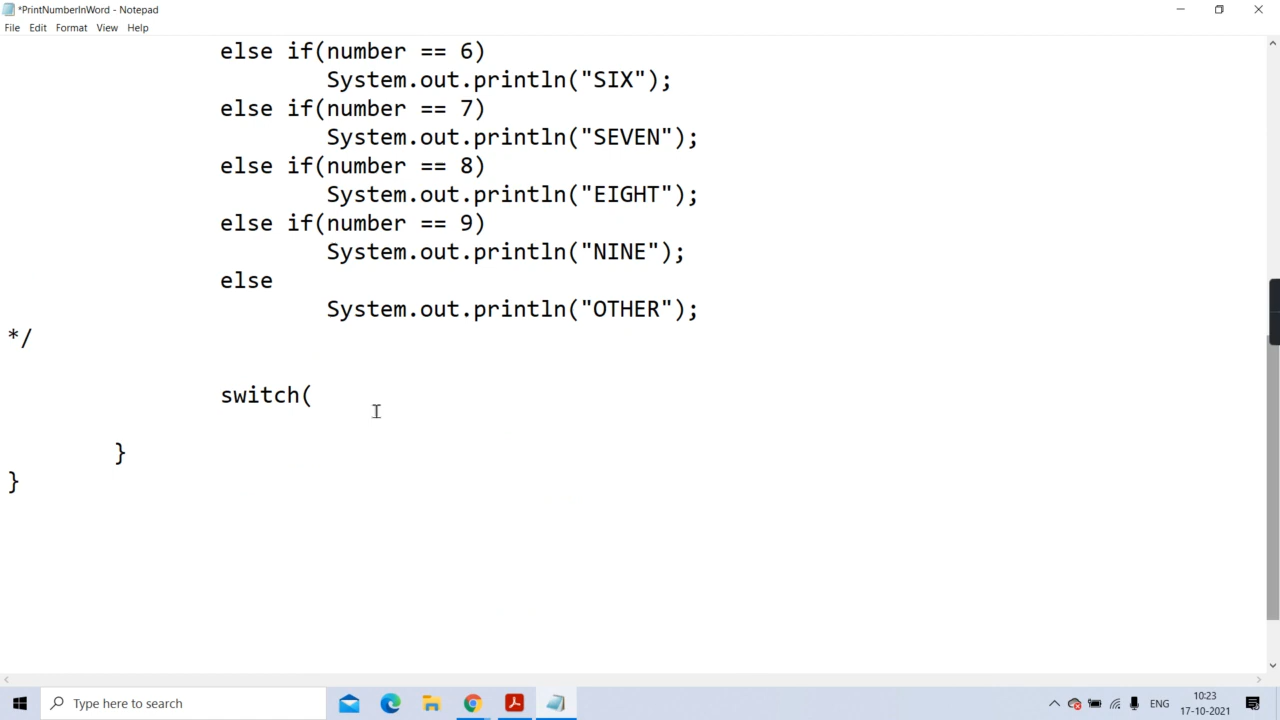 *PrintNumberInWord - Notepad
File Edit Format View Help
else if(number == 6)
System.out.println("SIX");
else if(number == 7)
System.out.println("SEVEN");
else if(number == 8)
System.out.println("EIGHT");
else if(number == 9)
System.out.println("NINE");
else
System.out.println("OTHER");
*/
switch(
}
}
Type here to search
ENG
10:23
17-10-2021